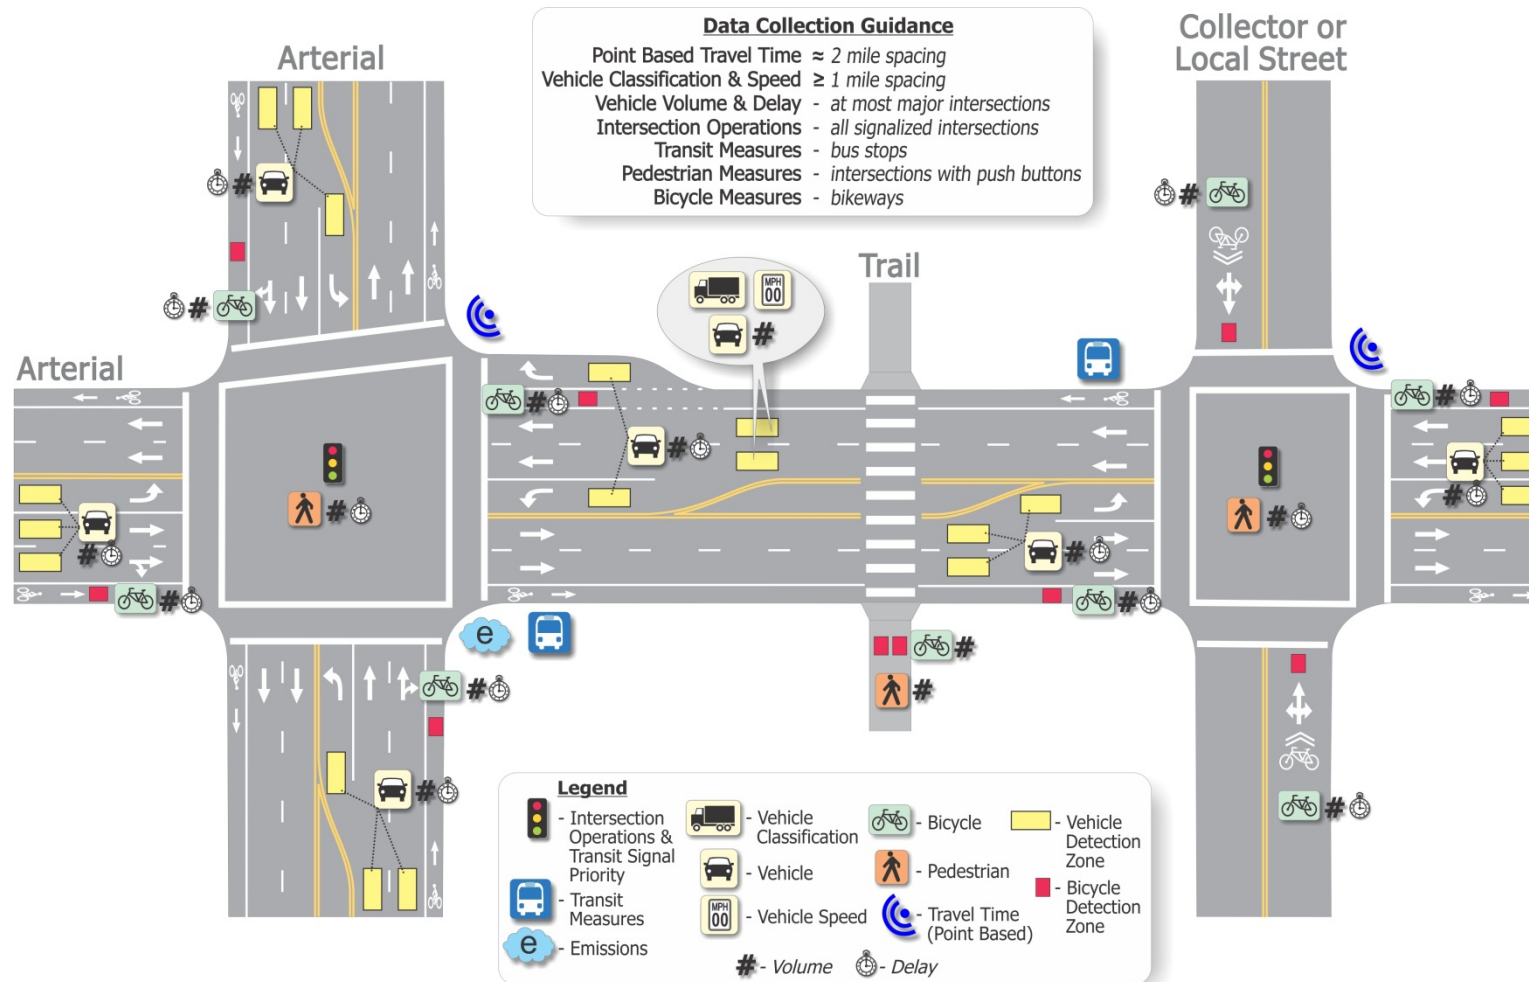 Data Collection Guidance
Point Based Travel Time ≈ 2 mile spacing
Vehicle Classification & Speed ≥ 1 mile spacing
Vehicle Volume & Delay - at most major intersections
Intersection Operations - all signalized intersections
Transit Measures - bus stops
Pedestrian Measures - intersections with push buttons
Bicycle Measures - bikeways
Arterial
Collector or
Local Street
#
#
#
MPH
00
#
Trail
Arterial
#
#
#
#
#
#
#
#
#
#
#
#
e
#
#
#
#
#
Legend
- Intersection
Operations &
Transit Signal
Priority
- Transit
Measures
e - Emissions
- Vehicle
Classification
- Vehicle
MPH
00 - Vehicle Speed
- Bicycle
- Pedestrian
- Travel Time
(Point Based)
- Vehicle
Detection
Zone
- Bicycle
Detection
Zone
# - Volume
- Delay